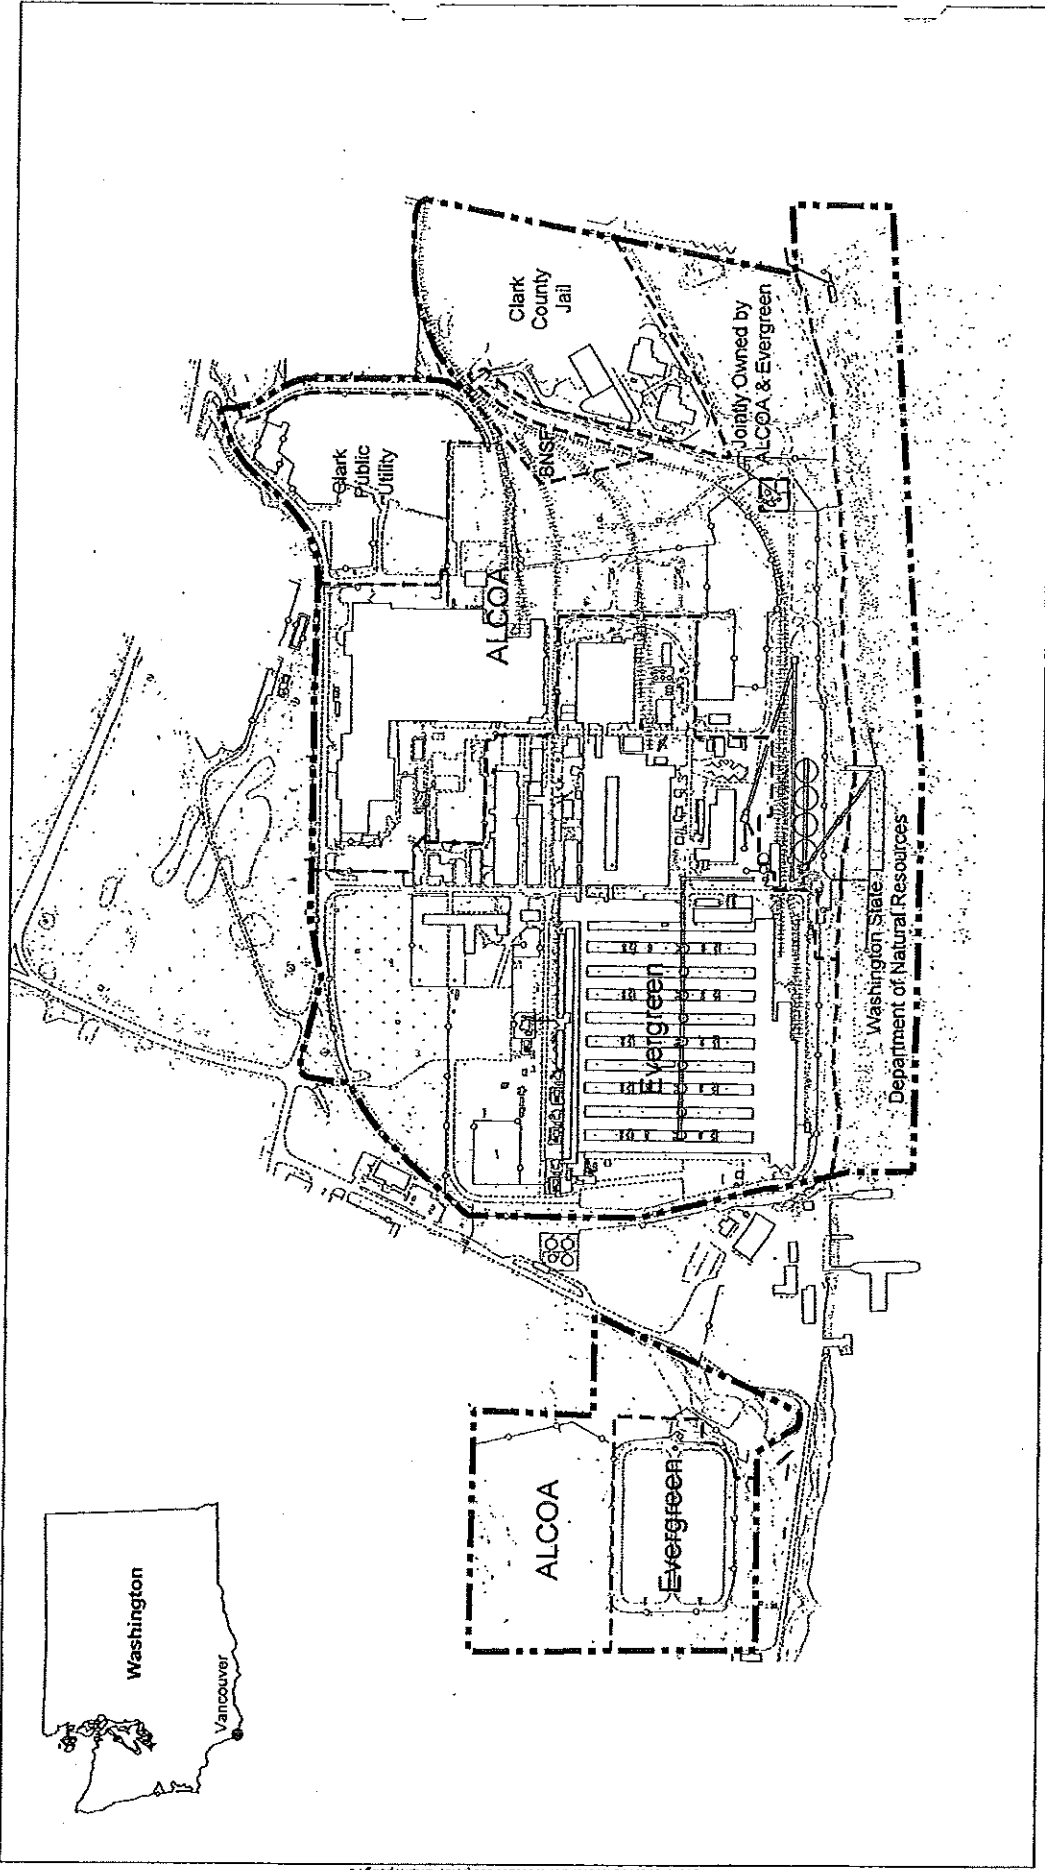 Washington
Vancouver
ALCOA
Evergreen
Clark
Public
Utility
Clark
County
Jail
BNSF
ALCOA
Jointly Owned by
ALCOA & Evergreen
Evergreen
Washington State
Department of Natural Resources